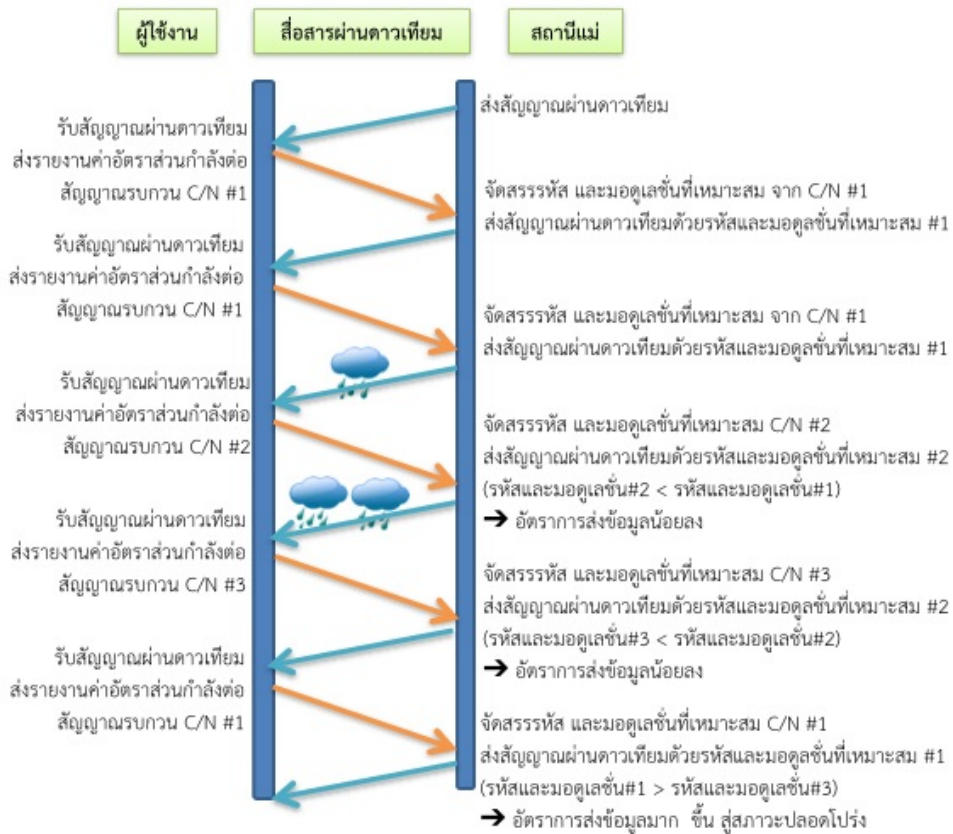 ผู้ใช้งาน
สื่อสารผ่านดาวเทียม
สถานีแม่
ส่งสัญญาณผ่านดาวเทียม
รับสัญญาณผ่านดาวเทียม
ส่งรายงานค่าอัตราส่วนกำลังต่อ
สัญญาณรบกวน C/N #1
จัดสรรรหัส และมอดูเลชั่นที่เหมาะสม จาก C/N #1
ส่งสัญญาณผ่านดาวเทียมด้วยรหัสและมอดูลชั่นที่เหมาะสม #1
รับสัญญาณผ่านดาวเทียม
ส่งรายงานค่าอัตราส่วนกำลังต่อ
สัญญาณรบกวน C/N #1
จัดสรรรหัส และมอดูเลชั่นที่เหมาะสม จาก C/N #1
ส่งสัญญาณผ่านดาวเทียมด้วยรหัสและมอดูลชั่นที่เหมาะสม #1
รับสัญญาณผ่านดาวเทียม
ส่งรายงานค่าอัตราส่วนกำลังต่อ
สัญญาณรบกวน C/N #2
จัดสรรรหัส และมอดูเลชั่นที่เหมาะสม C/N #2
ส่งสัญญาณผ่านดาวเทียมด้วยรหัสและมอดูเลชั่นที่เหมาะสม #2
(รหัสและมอดูเลชั่น#2 < รหัสและมอดูเลชั่น#1)
➔ อัตราการส่งข้อมูลน้อยลง
รับสัญญาณผ่านดาวเทียม
ส่งรายงานค่าอัตราส่วนกำลังต่อ
สัญญาณรบกวน C/N #3
จัดสรรรหัส และมอดูเลชั่นที่เหมาะสม C/N #3
ส่งสัญญาณผ่านดาวเทียมด้วยรหัสและมอดูเลชั่นที่เหมาะสม #2
(รหัสและมอดูเลชั่น#3 < รหัสและมอดูเลชั่น#2)
➔ อัตราการส่งข้อมูลน้อยลง
รับสัญญาณผ่านดาวเทียม
ส่งรายงานค่าอัตราส่วนกำลังต่อ
สัญญาณรบกวน C/N #1
จัดสรรรหัส และมอดูเลชั่นที่เหมาะสม C/N #1
ส่งสัญญาณผ่านดาวเทียมด้วยรหัสและมอดูลชั่นที่เหมาะสม #1
(รหัสและมอดูเลชั่น#1 > รหัสและมอดูเลชั่น#3)
➔ อัตราการส่งข้อมูลมาก ขึ้น สู่สภาวะปลอดโปร่ง